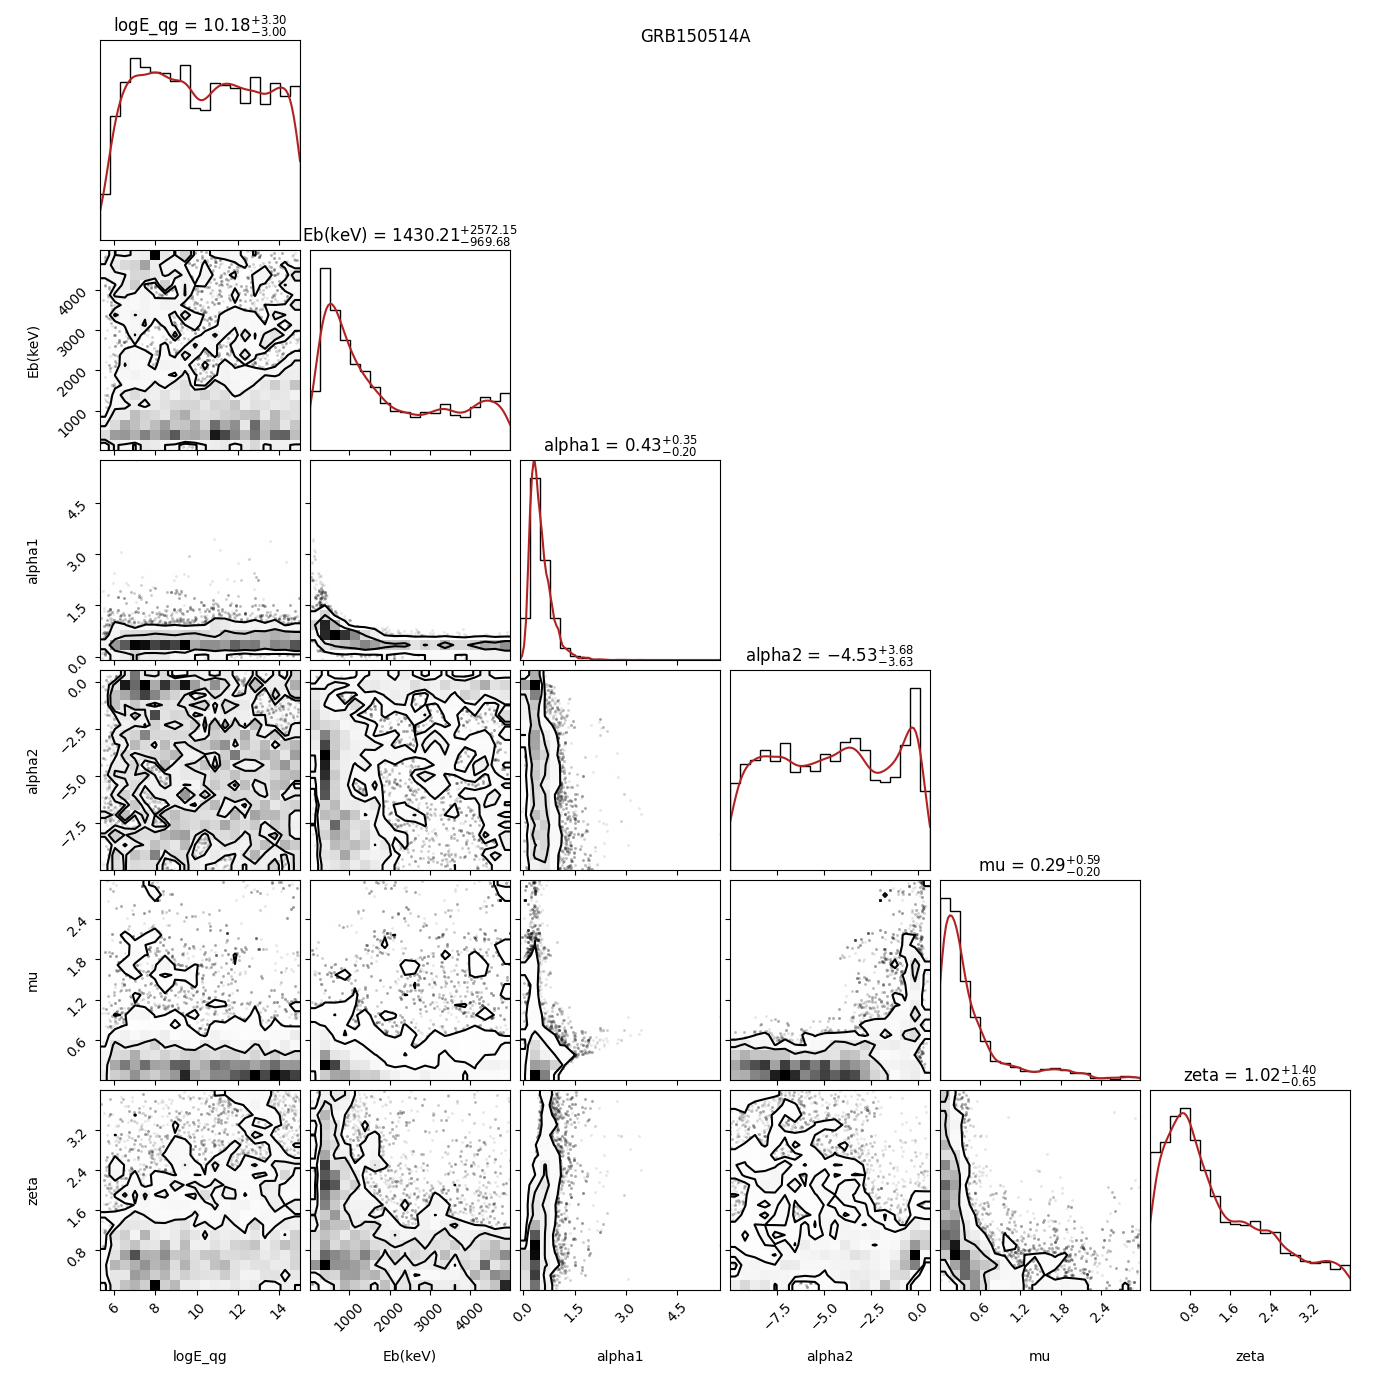 GRB150514A
logE_qg = 10.18^{+3.30}_{-3.00}
Eb(keV) = 1430.21^{+2572.15}_{-969.68}
Eb(keV)
4000
3000
2000
1000
alpha1 = 0.43^{+0.35}_{-0.20}
alpha1
4.5
3.0
1.5
0.0
alpha2 = −4.53^{+3.68}_{-3.63}
alpha2
0.0
−2.5
−5.0
−7.5
mu = 0.29^{+0.59}_{-0.20}
mu
2.4
1.8
1.2
0.6
zeta = 1.02^{+1.40}_{-0.65}
zeta
3.2
2.4
1.6
0.8
6 8 10 12 14
1000 2000 3000 4000
0.0 1.5 3.0 4.5
−7.5 −5.0 −2.5 0.0
0.6 1.2 1.8 2.4
0.8 1.6 2.4 3.2
logE_qg Eb(keV) alpha1 alpha2 mu zeta